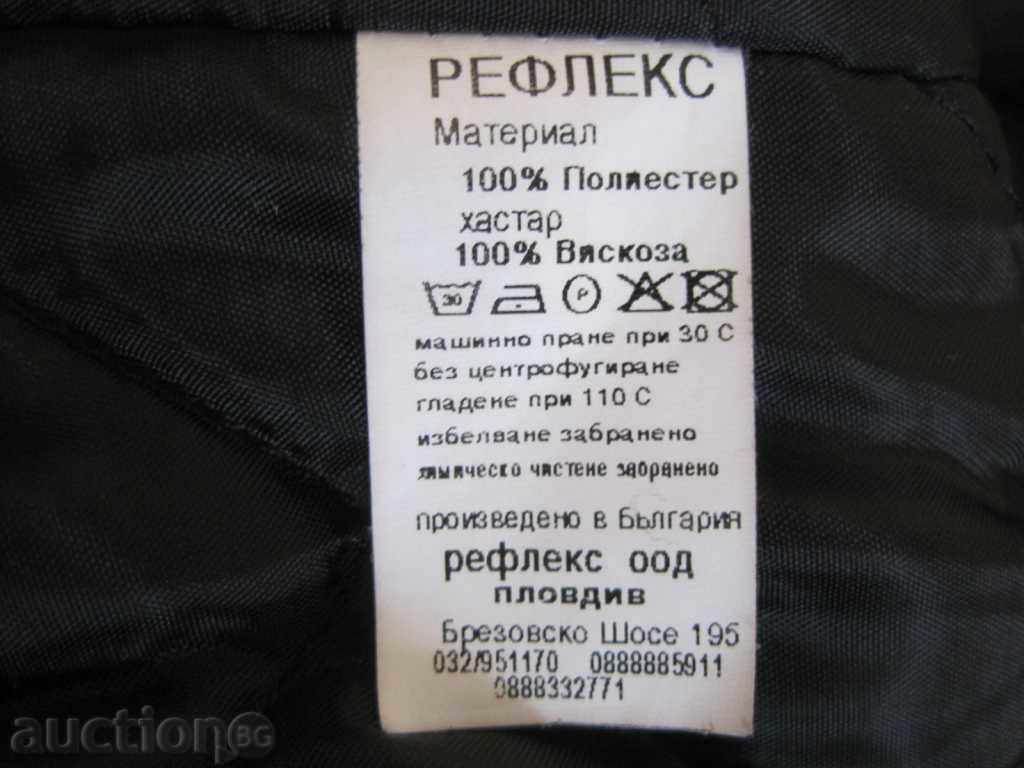 РЕФЛЕКС
Материал
100% Полиестер
хастар
100% Вискоза
30 P
машинно пране при 30 С
без центрофугиране
гладене при 110 С
избелване забранено
химическо чистене забранено
произведено в България
рефлекс оод
пловдив
Брезовско Шосе 195
032/951170 0888885911
0888332771
auction BG